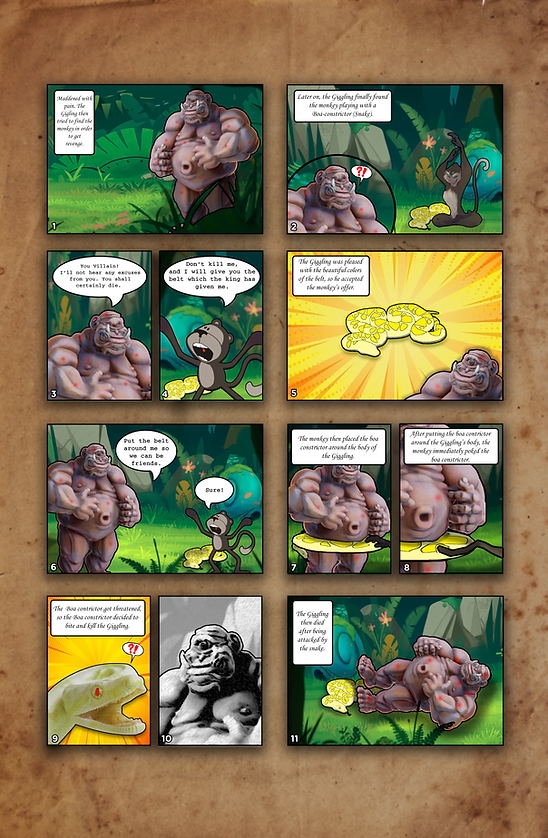 Maddened with
pain, The
Gigling then
tried to find the
monkey in order
to get
revenge.
1
Later on, the Giggling finally found
the monkey playing with a
Boa-constrictor (Snake).
?!
2
You Villain!
I'll not hear any excuses
from you. You shall
certainly die.
3
Don't kill me,
and I will give you the
belt which the king has
given me.
4
The Giggling was pleased
with the beautiful colors
of the belt, so he accepted
the monkey's offer.
5
Put the belt
around me so
we can be
friends.
Sure!
6
The monkey then placed the boa
constrictor around the body of
the Giggling.
7
After putting the boa contrictor
around the Giggling's body, the
monkey immediately poked the
boa constrictor.
8
The Boa contrictor got threatened,
so the Boa constrictor decided to
bite and kill the Giggling.
?!
9
10
The Giggling
then died
after being
attacked by
the snake.
11